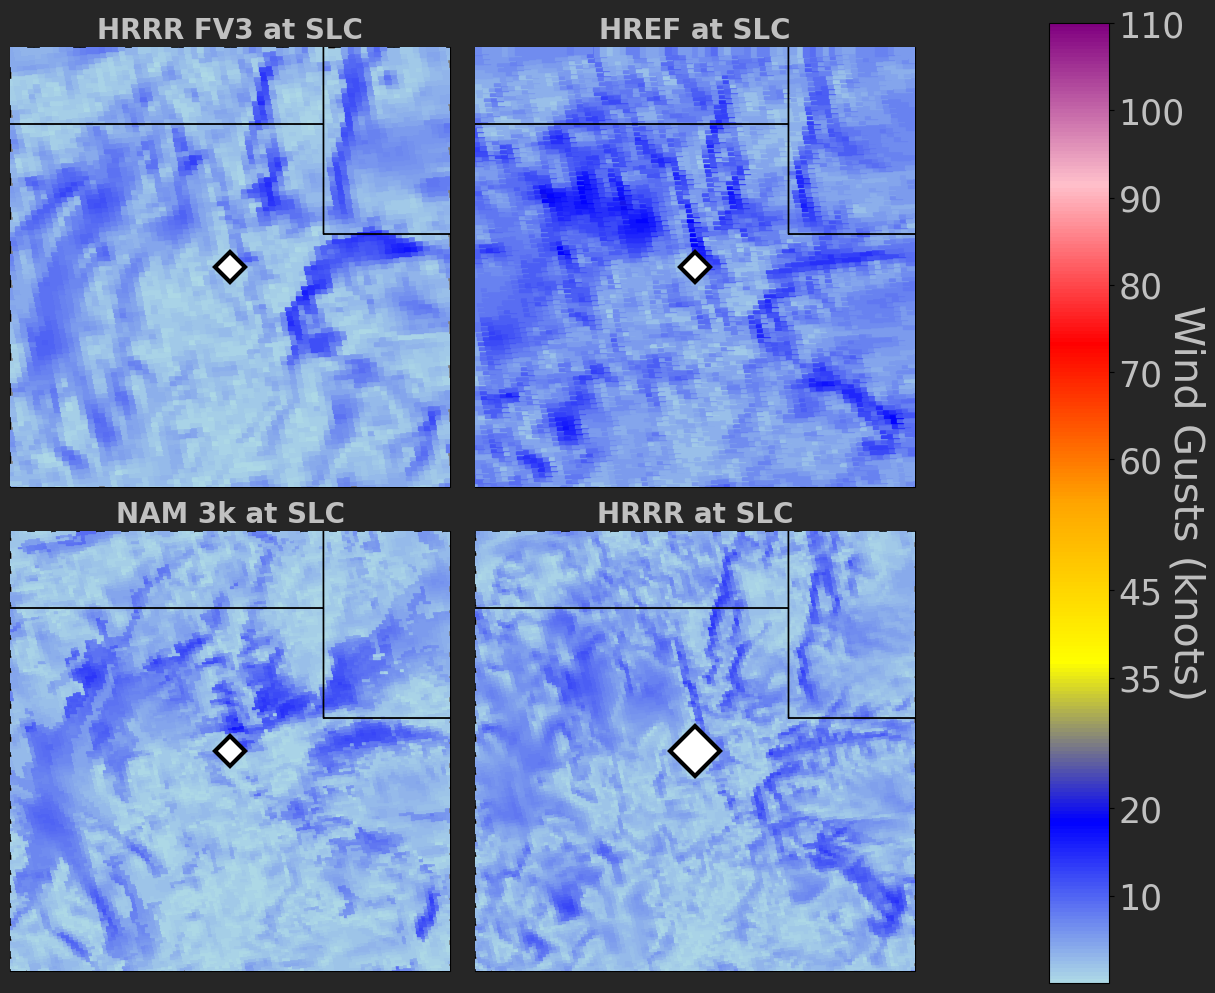 HRRR FV3 at SLC
HREF at SLC
NAM 3k at SLC
HRRR at SLC
110
100
90
80
70
60
45
35
20
10
Wind Gusts (knots)